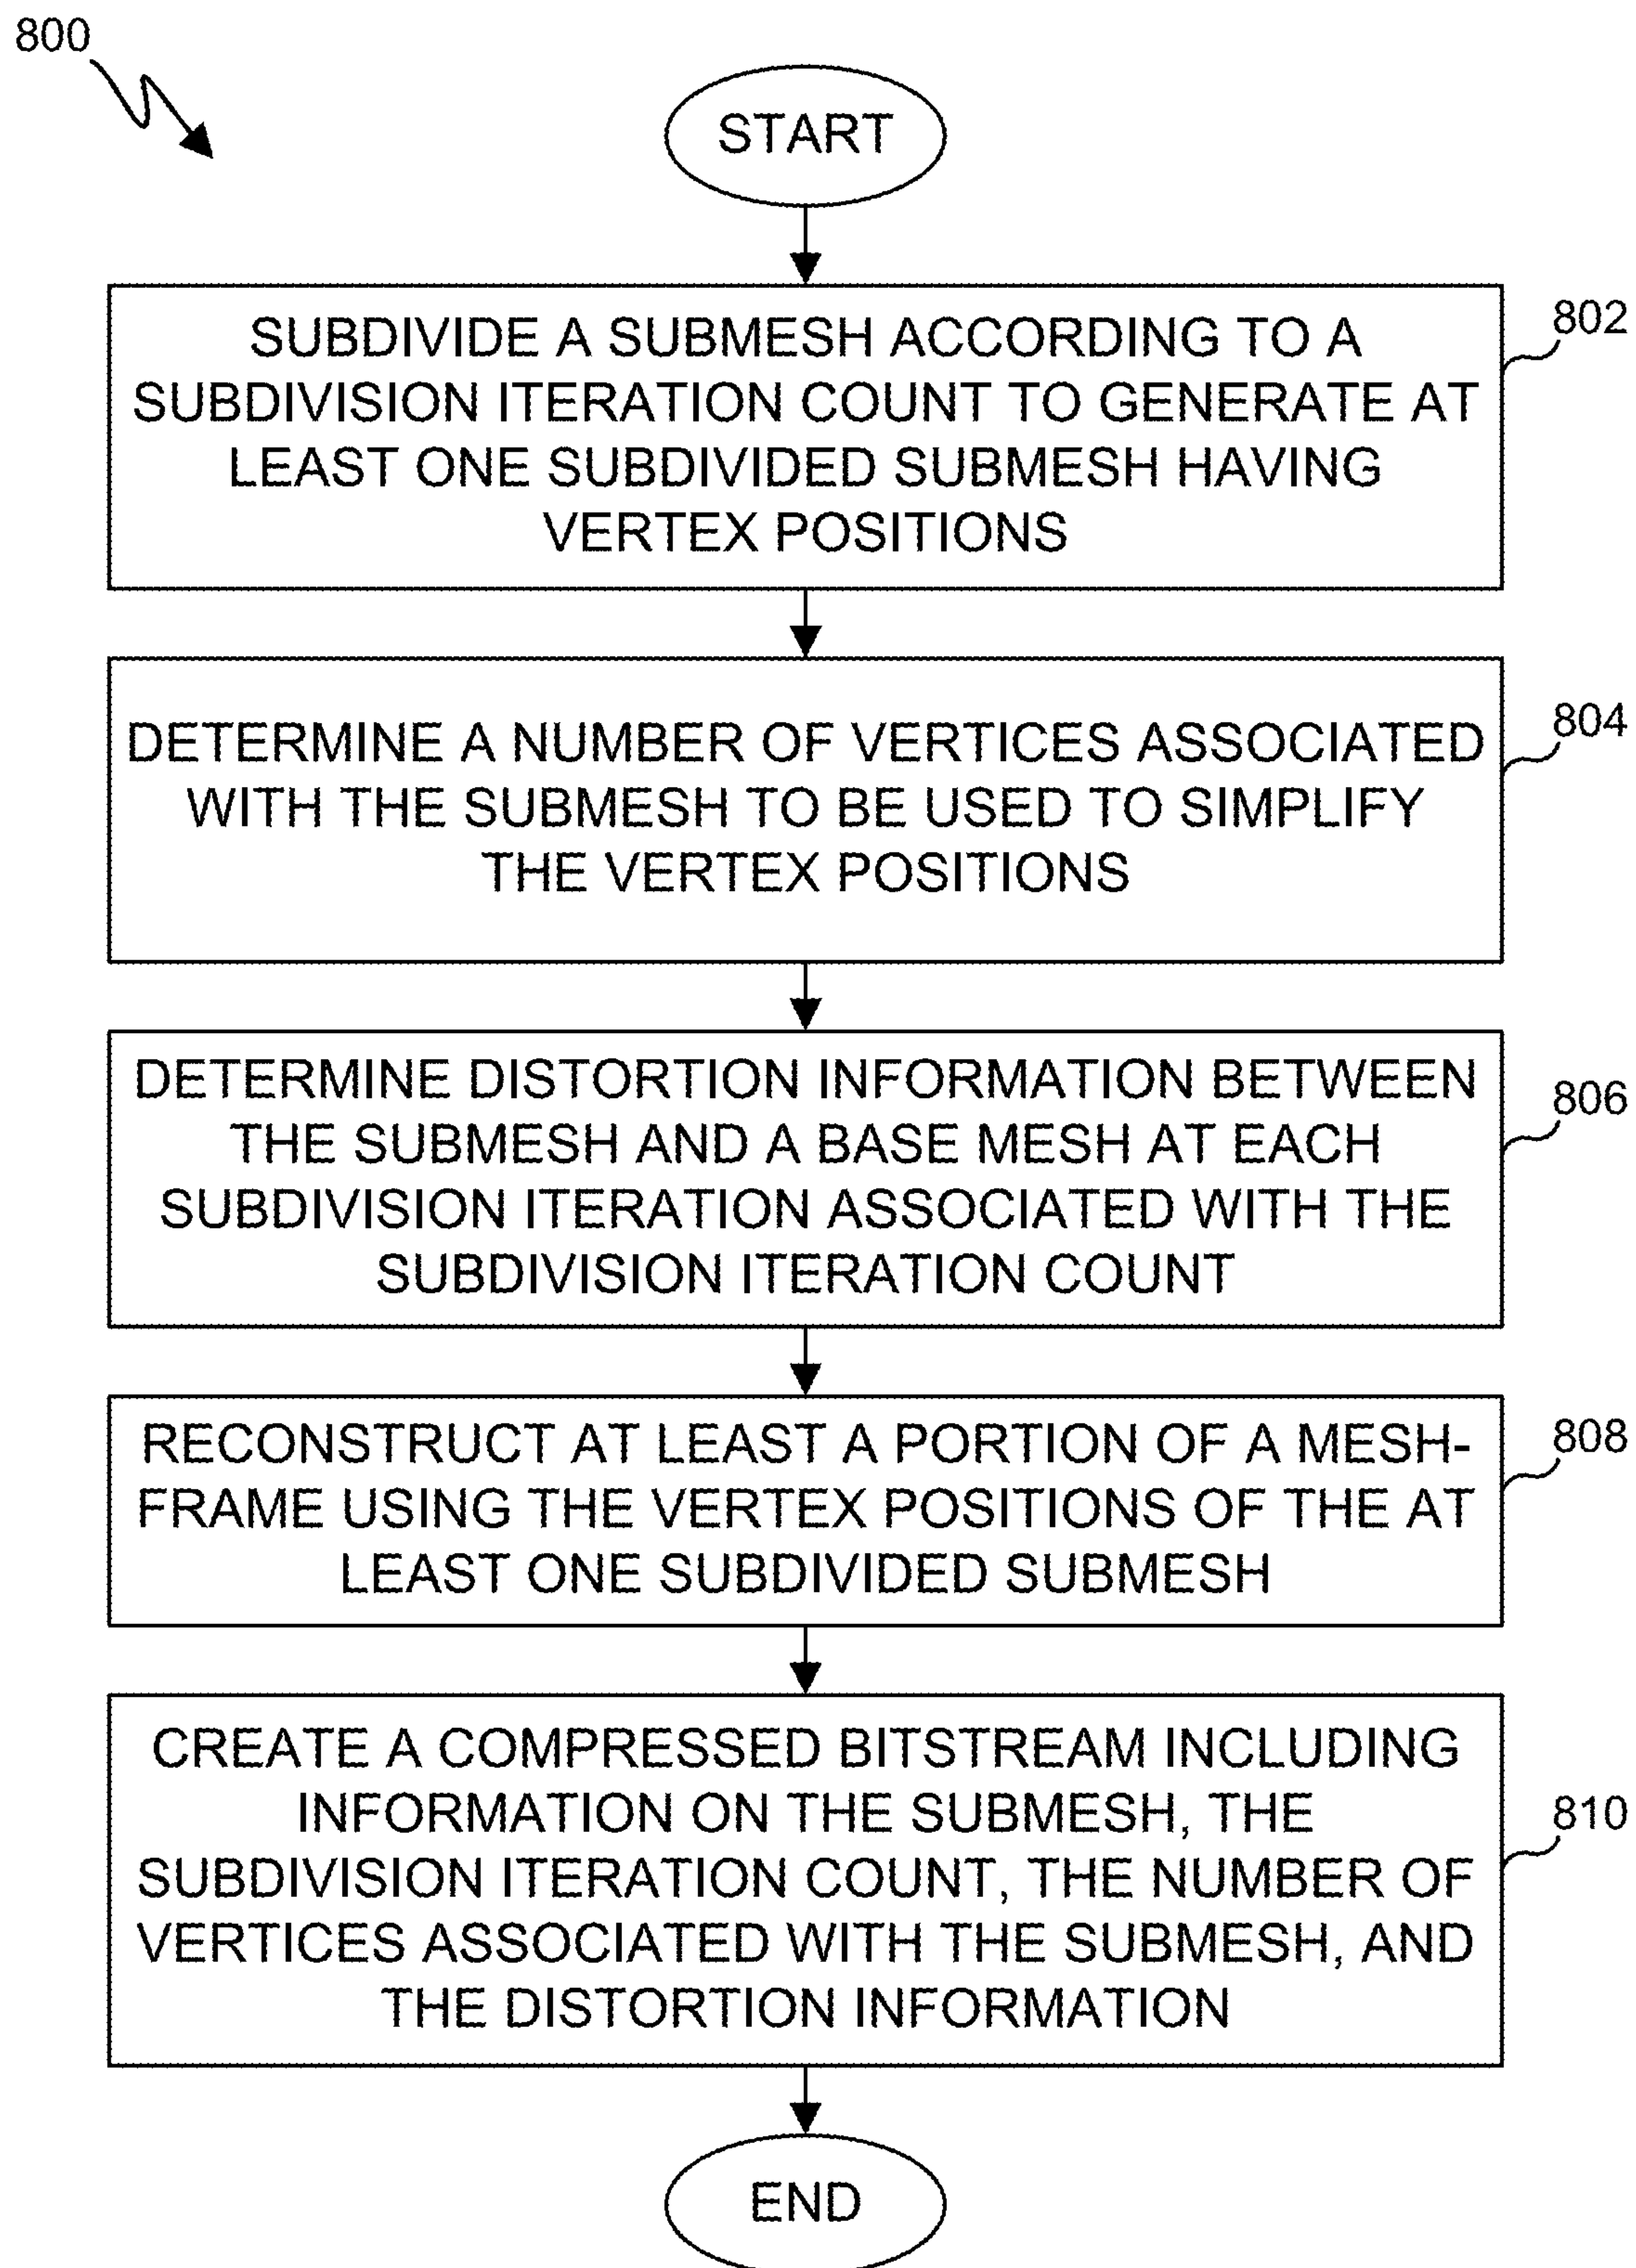 800
START
SUBDIVIDE A SUBMESH ACCORDING TO A
SUBDIVISION ITERATION COUNT TO GENERATE AT
LEAST ONE SUBDIVIDED SUBMESH HAVING
VERTEX POSITIONS
802
DETERMINE A NUMBER OF VERTICES ASSOCIATED
WITH THE SUBMESH TO BE USED TO SIMPLIFY
THE VERTEX POSITIONS
804
DETERMINE DISTORTION INFORMATION BETWEEN
THE SUBMESH AND A BASE MESH AT EACH
SUBDIVISION ITERATION ASSOCIATED WITH THE
SUBDIVISION ITERATION COUNT
806
RECONSTRUCT AT LEAST A PORTION OF A MESH-
FRAME USING THE VERTEX POSITIONS OF THE AT
LEAST ONE SUBDIVIDED SUBMESH
808
CREATE A COMPRESSED BITSTREAM INCLUDING
INFORMATION ON THE SUBMESH, THE
SUBDIVISION ITERATION COUNT, THE NUMBER OF
VERTICES ASSOCIATED WITH THE SUBMESH, AND
THE DISTORTION INFORMATION
810
END